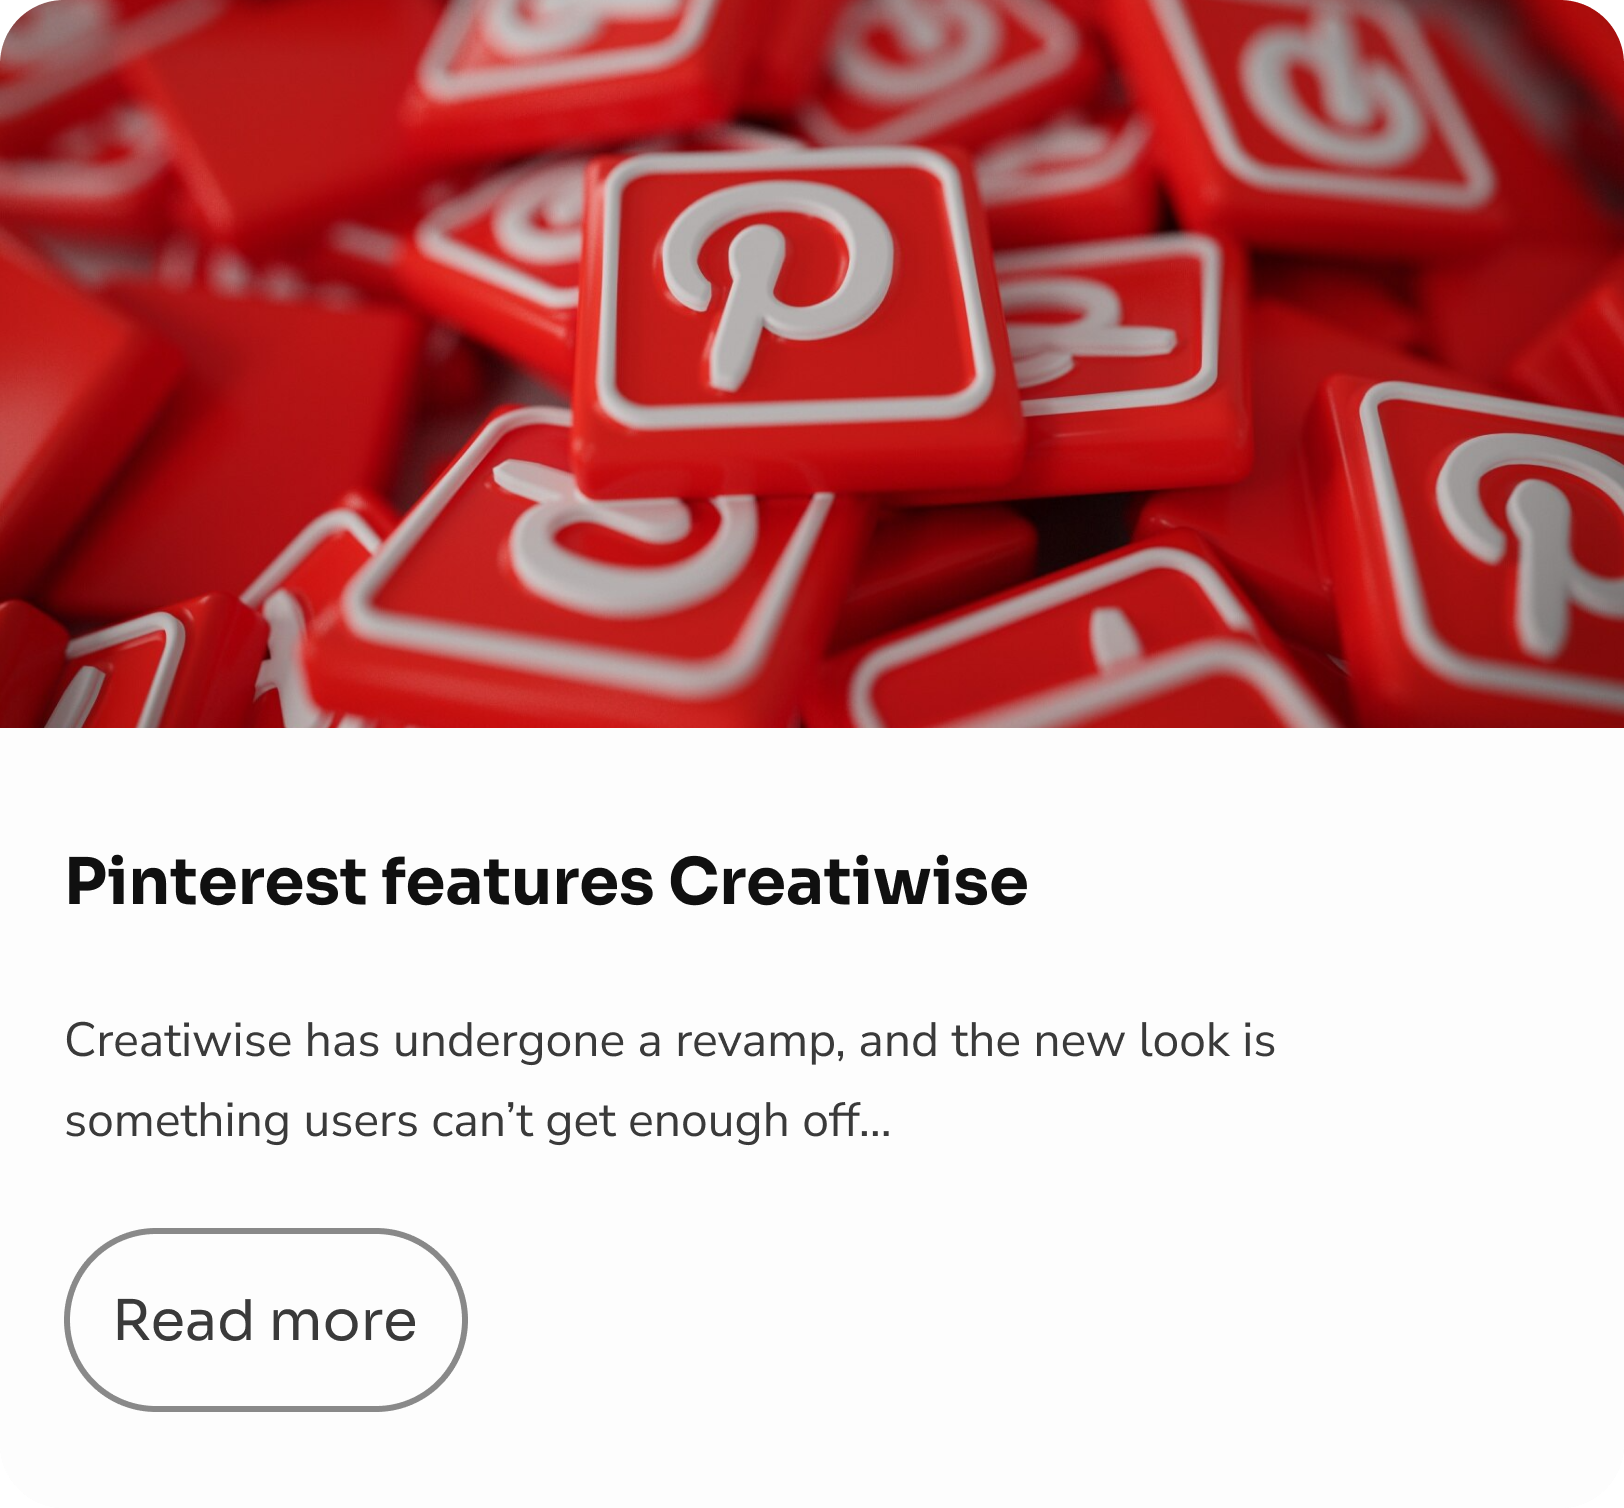 Pinterest features Creatiwise
Creatiwise has undergone a revamp, and the new look is
something users can’t get enough off...
Read more